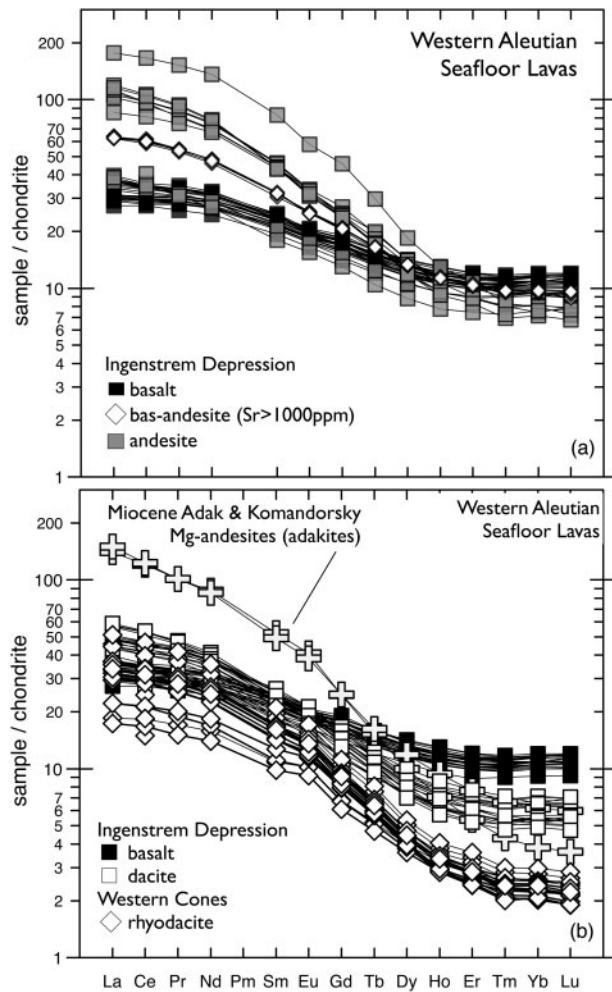 Western Aleutian
Seafloor Lavas
200
100
70
60
50
40
30
20
10
7
6
5
4
3
2
1
sample / chondrite
Ingenstrem Depression
basalt
bas-andesite (Sr>1000ppm)
andesite
(a)
Miocene Adak & Komandorsky
Mg-andesites (adakites)
Western Aleutian
Seafloor Lavas
200
100
70
60
50
40
30
20
10
7
6
5
4
3
2
1
sample / chondrite
Ingenstrem Depression
basalt
dacite
Western Cones
rhyodacite
(b)
La Ce Pr Nd Pm Sm Eu Gd Tb Dy Ho Er Tm Yb Lu